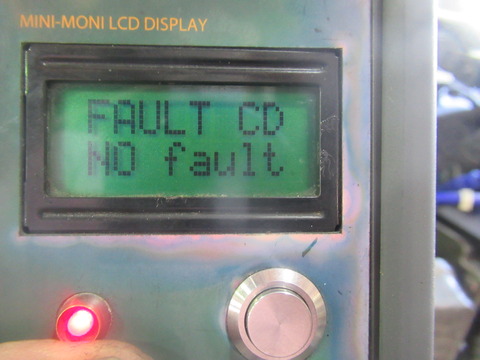 MINI-MONI LCD DISPLAY
FAULT CD
NO fault